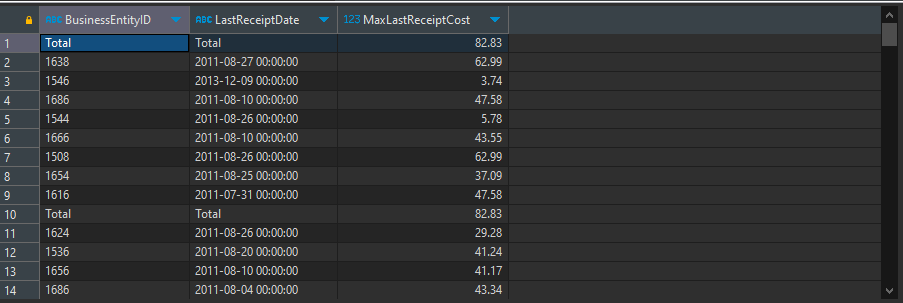 ABC BusinessEntityID ABC LastReceiptDate 123 MaxLastReceiptCost
1 Total Total 82.83
2 1638 2011-08-27 00:00:00 62.99
3 1546 2013-12-09 00:00:00 3.74
4 1686 2011-08-10 00:00:00 47.58
5 1544 2011-08-26 00:00:00 5.78
6 1666 2011-08-10 00:00:00 43.55
7 1508 2011-08-26 00:00:00 62.99
8 1654 2011-08-25 00:00:00 37.09
9 1616 2011-07-31 00:00:00 47.58
10 Total Total 82.83
11 1624 2011-08-26 00:00:00 29.28
12 1536 2011-08-20 00:00:00 41.24
13 1656 2011-08-10 00:00:00 41.17
14 1686 2011-08-04 00:00:00 43.34